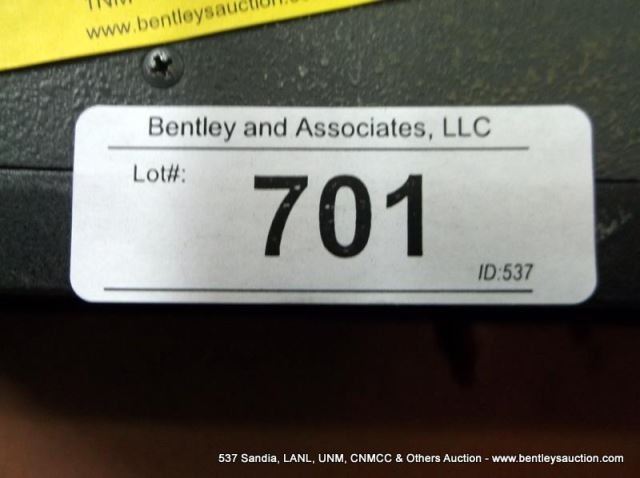 www.bentleysauction.com
Bentley and Associates, LLC
Lot#:
701
ID:537
537 Sandia, LANL, UNM, CNMCC & Others Auction - www.bentleysauction.com